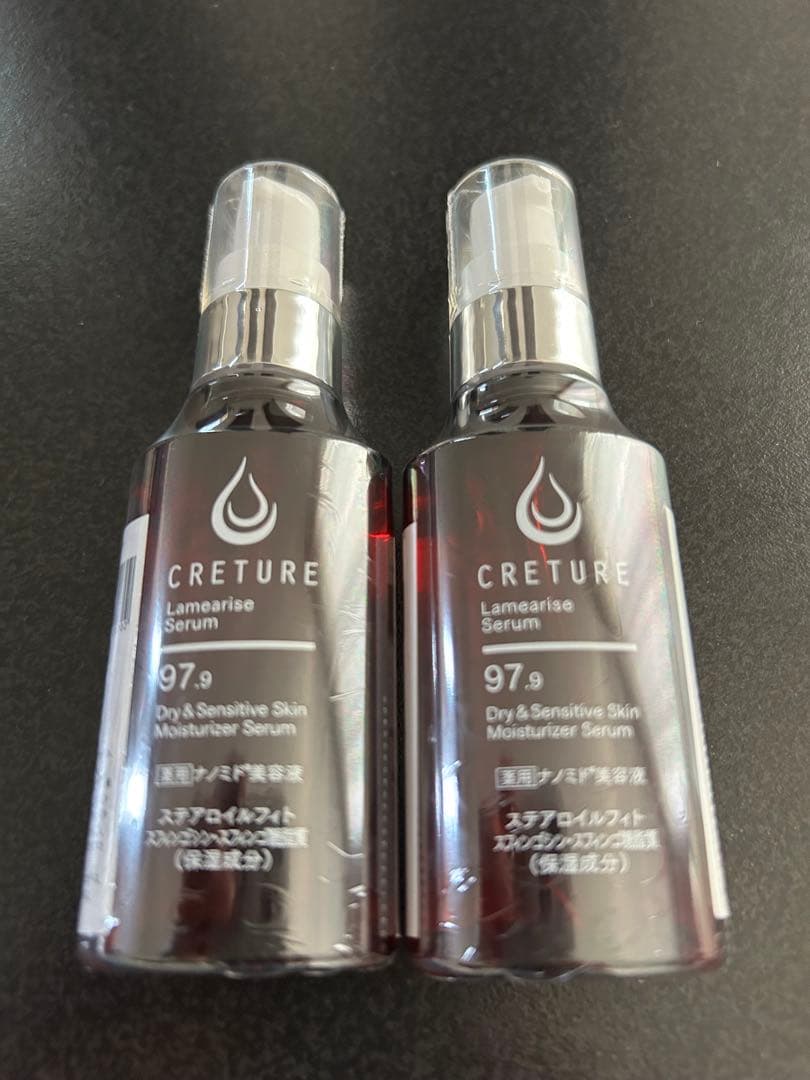 CRETURE
Lamearise
Serum
97.9
Dry & Sensitive Skin
Moisturizer Serum
薬用 ナノミド*美容液
ステアロイルフィト
スフィンゴシン・スフィンゴ糖脂質
(保湿成分)
CRETURE
Lamearise
Serum
97.9
Dry & Sensitive Skin
Moisturizer Serum
薬用 ナノミド*美容液
ステアロイルフィト
スフィンゴシン・スフィンゴ糖脂質
(保湿成分)